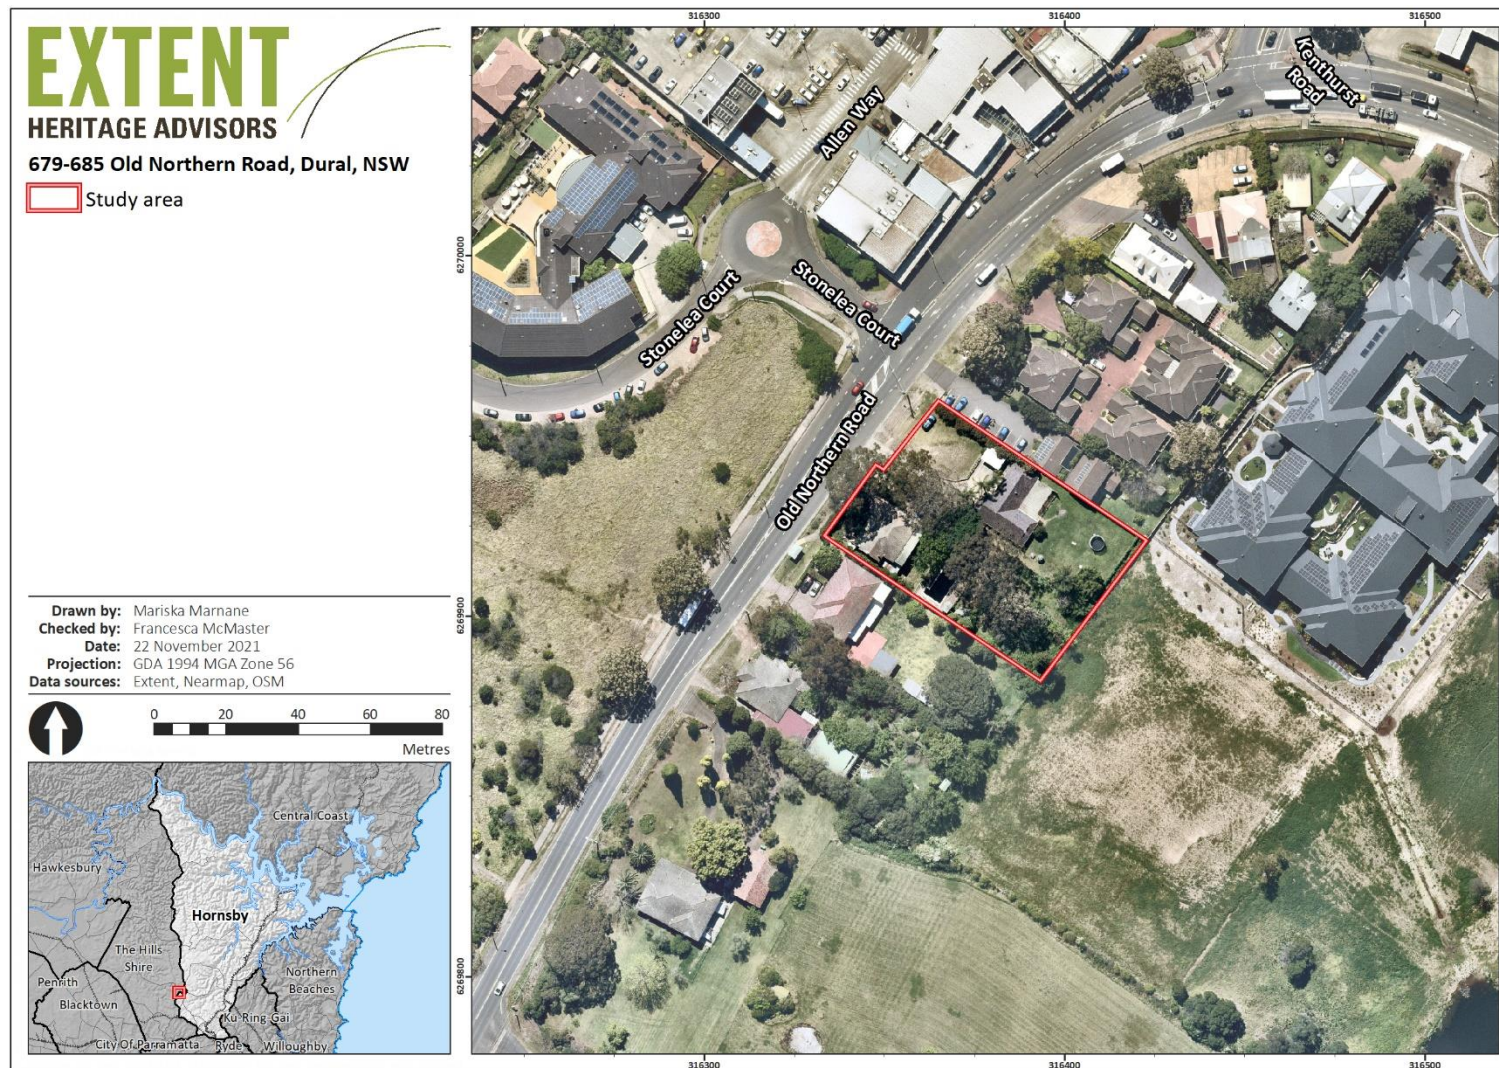 EXTENT
HERITAGE ADVISORS
679-685 Old Northern Road, Dural, NSW
Study area
Drawn by: Mariska Marnane
Checked by: Francesca McMaster
Date: 22 November 2021
Projection: GDA 1994 MGA Zone 56
Data sources: Extent, Nearmap, OSM
0 20 40 60 80
Metres
Central Coast
Hawkesbury
Hornsby
The Hills
Shire
Northern
Beaches
Penrith
Blacktown
Ku-Ring-Gai
City Of Parramatta
Ryde
Willoughby
316300 316400 316500
Kenthurst
Road
Allen Way
6270000
Stonelea Court
Stonelea Court
Old Northern Road
6269900
6269800
316300 316400 316500